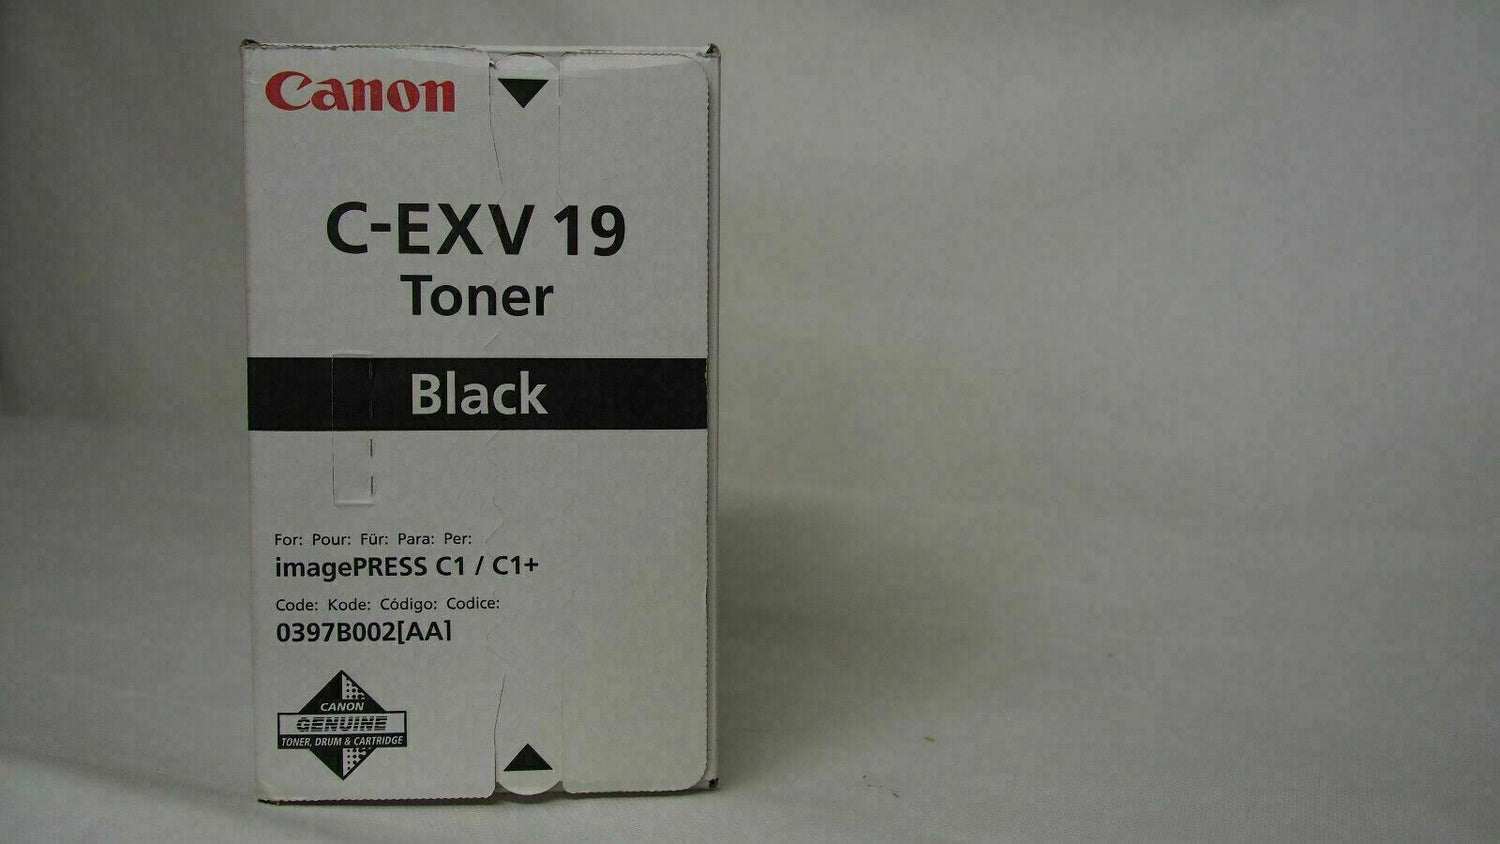 Canon
C-EXV 19
Toner
Black
For: Pour: Für: Para: Per:
imagePRESS C1 / C1+
Code: Kode: Código: Codice:
0397B002[AA]
CANON
GENUINE
TONER, DRUM & CARTRIDGE